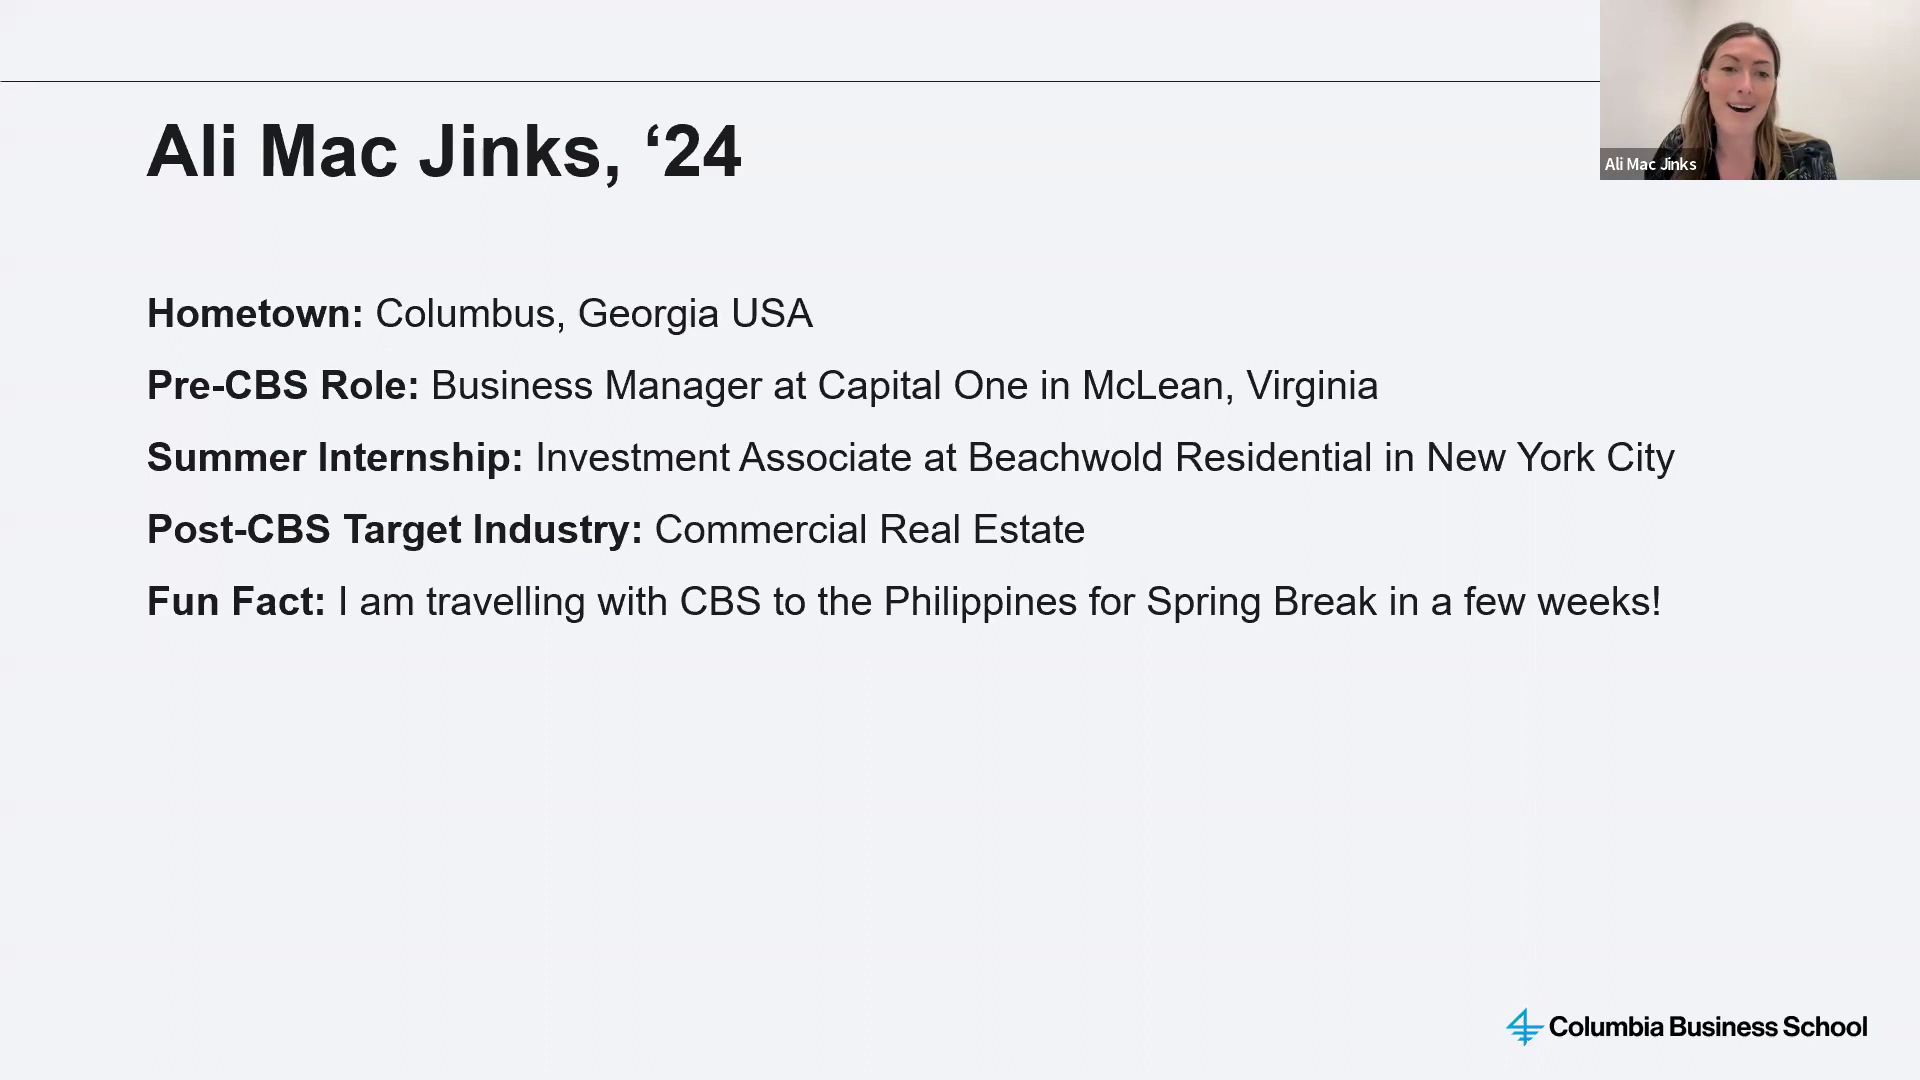 Ali Mac Jinks, ‘24
Ali Mac Jinks
Hometown: Columbus, Georgia USA
Pre-CBS Role: Business Manager at Capital One in McLean, Virginia
Summer Internship: Investment Associate at Beachwold Residential in New York City
Post-CBS Target Industry: Commercial Real Estate
Fun Fact: I am travelling with CBS to the Philippines for Spring Break in a few weeks!
Columbia Business School